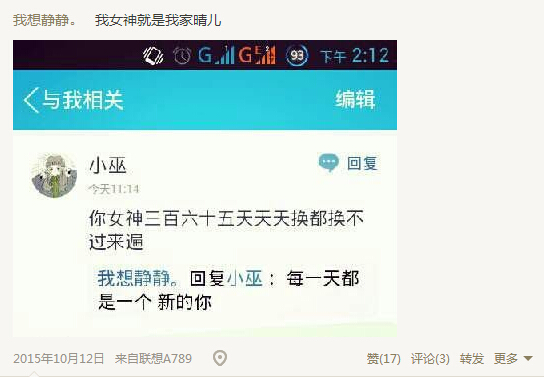 我想静静。 我女神就是我家晴儿
G G 93 下午 2:12
与我相关 编辑
小巫 回复
今天11:14
你女神三百六十五天天天换都换不
过来遍
我想静静。回复小巫： 每一天都
是一个 新的你
2015年10月12日 来自联想A789 赞(17) 评论(3) 转发 更多